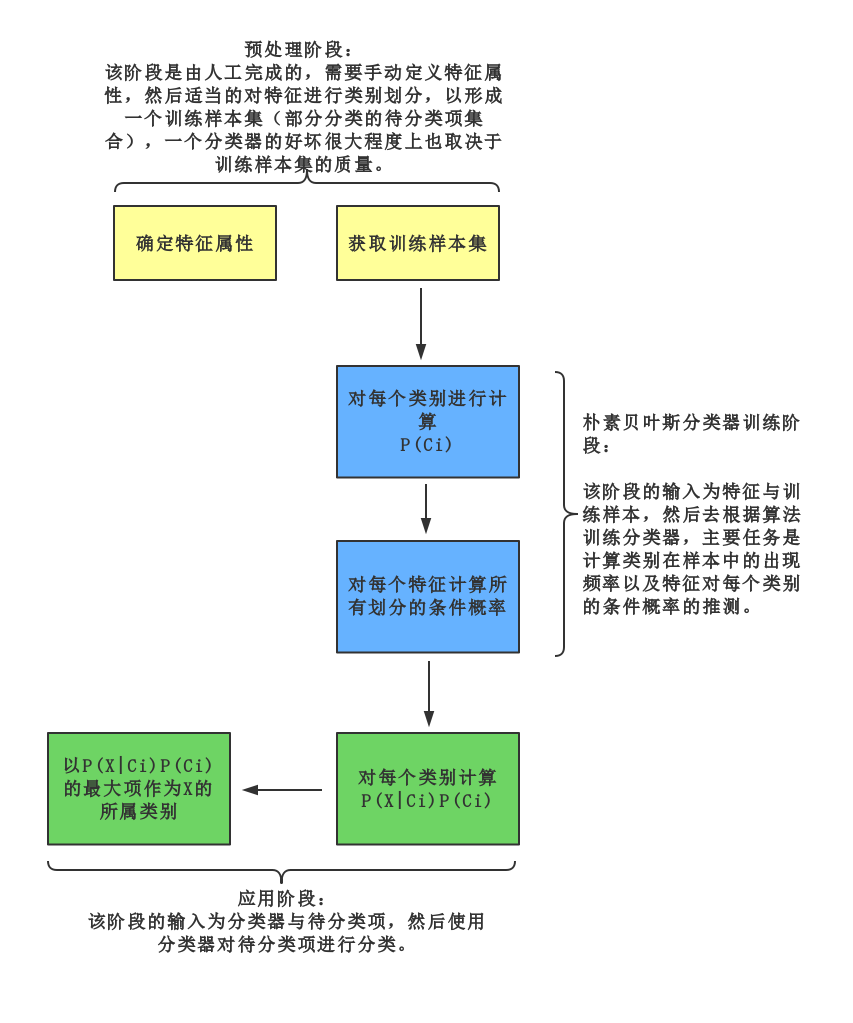 预处理阶段：
该阶段是由人工完成的，需要手动定义特征属
性，然后适当的对特征进行类别划分，以形成
一个训练样本集（部分分类的待分类项集
合），一个分类器的好坏很大程度上也取决于
训练样本集的质量。
确定特征属性
获取训练样本集
对每个类别进行计
算
P(Ci)
朴素贝叶斯分类器训练阶
段：
该阶段的输入为特征与训
练样本，然后去根据算法
训练分类器，主要任务是
计算类别在样本中的出现
频率以及特征对每个类别
的条件概率的推测。
对每个特征计算所
有划分的条件概率
以P(X|Ci)P(Ci)
的最大项作为X的
所属类别
对每个类别计算
P(X|Ci)P(Ci)
应用阶段：
该阶段的输入为分类器与待分类项，然后使用
分类器对待分类项进行分类。